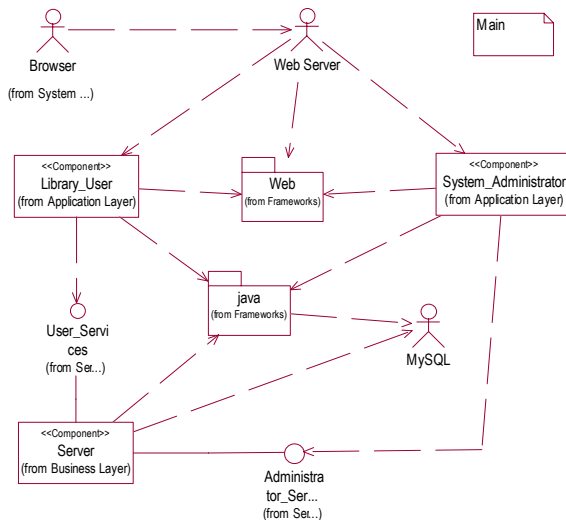 Browser
(from System ...)
Web Server
Main
<<Component>>
Library_User
(from Application Layer)
Web
(from Frameworks)
<<Component>>
System_Administrator
(from Application Layer)
java
(from Frameworks)
User_Servi
ces
(from Ser...)
MySQL
<<Component>>
Server
(from Business Layer)
Administra
tor_Ser...
(from Ser...)